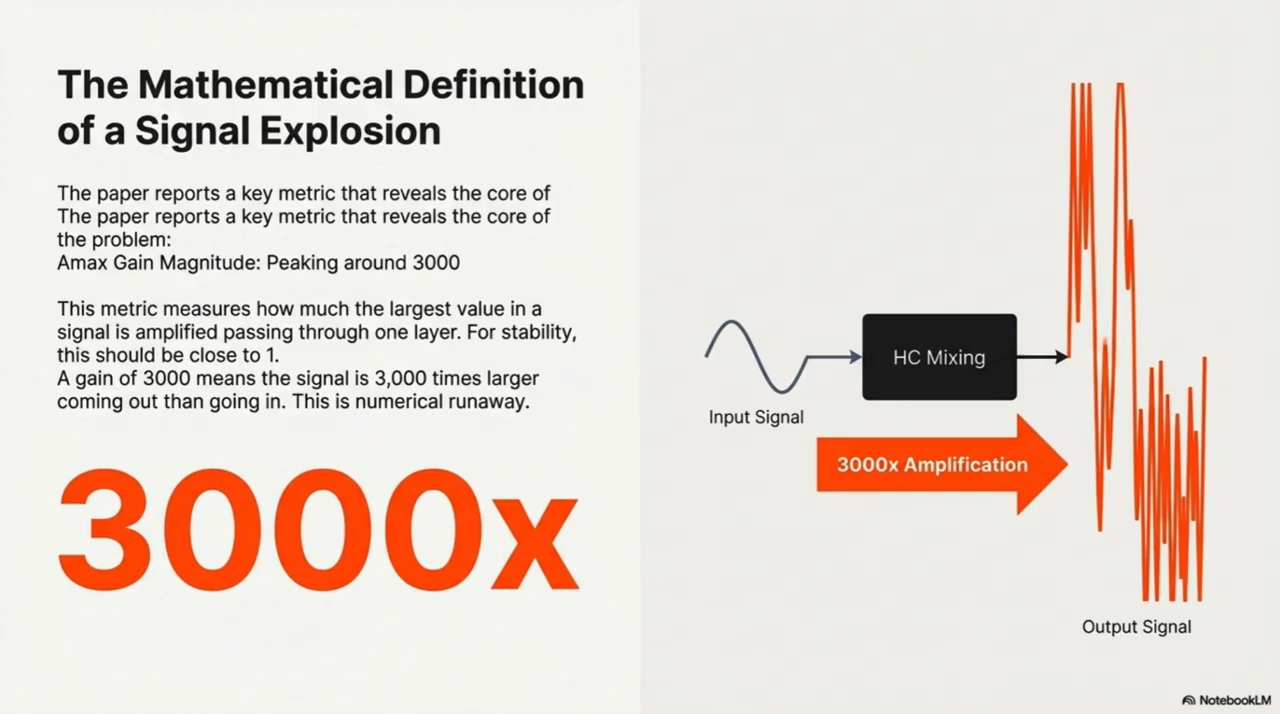 The Mathematical Definition
of a Signal Explosion
The paper reports a key metric that reveals the core of
The paper reports a key metric that reveals the core of
the problem:
Amax Gain Magnitude: Peaking around 3000
This metric measures how much the largest value in a
signal is amplified passing through one layer. For stability,
this should be close to 1.
A gain of 3000 means the signal is 3,000 times larger
coming out than going in. This is numerical runaway.
3000x
Input Signal
HC Mixing
3000x Amplification
Output Signal
NotebookLM